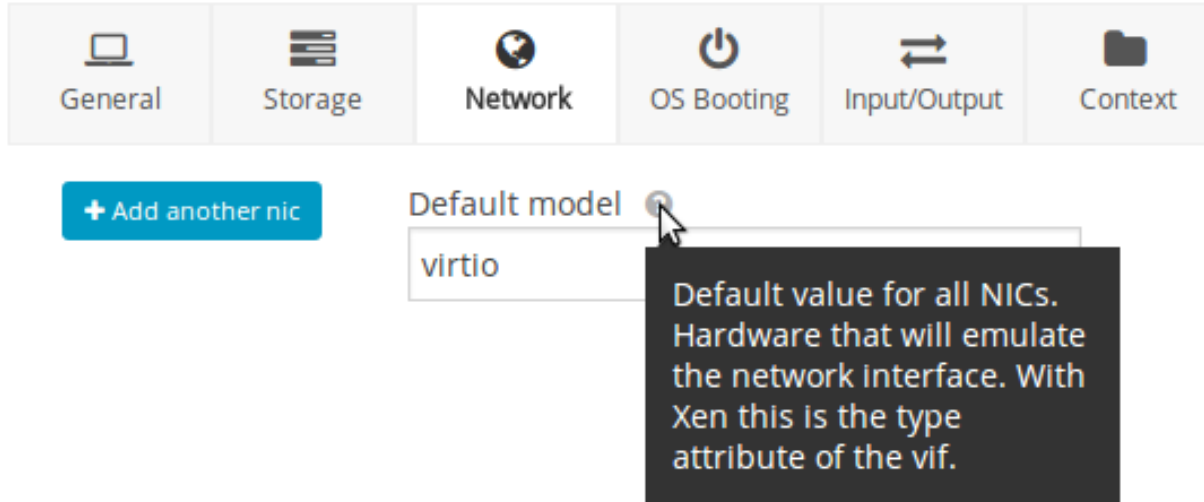 General
Storage
Network
OS Booting
Input/Output
Context
+ Add another nic
Default model ?
virtio
Default value for all NICs.
Hardware that will emulate
the network interface. With
Xen this is the type
attribute of the vif.